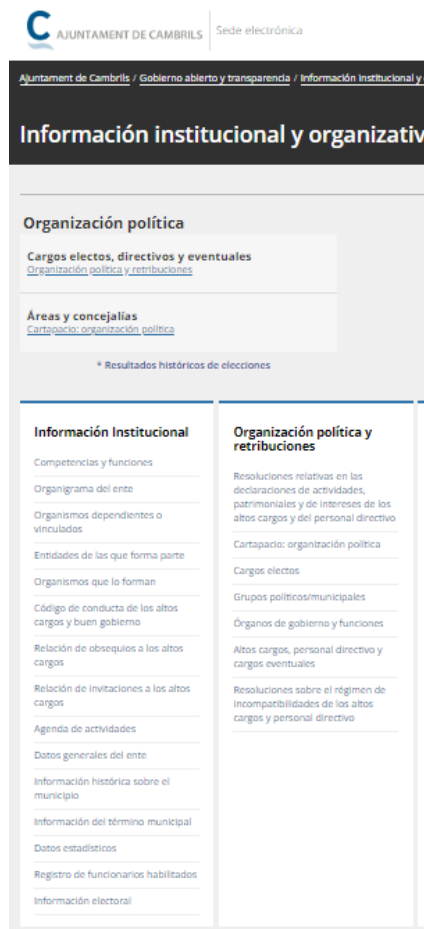 AJUNTAMENT DE CAMBRILS
Sede electrónica
Ajuntament de Cambrils / Gobierno abierto y transparencia / Información institucional y
Información institucional y organizativ
Organización política
Cargos electos, directivos y eventuales
Organización política y retribuciones
Áreas y concejalías
Cartapacio: organización política
* Resultados históricos de elecciones
Información Institucional
Competencias y funciones
Organigrama del ente
Organismos dependientes o
vinculados
Entidades de las que forma parte
Organismos que lo forman
Código de conducta de los altos
cargos y buen gobierno
Relación de obsequios a los altos
cargos
Relación de invitaciones a los altos
cargos
Agenda de actividades
Datos generales del ente
Información histórica sobre el
municipio
Información del término municipal
Datos estadísticos
Registro de funcionarios habilitados
Información electoral
Organización política y
retribuciones
Resoluciones relativas en las
declaraciones de actividades,
patrimoniales y de intereses de los
altos cargos y del personal directivo
Cartapacio: organización política
Cargos electos
Grupos políticos/municipales
Órganos de gobierno y funciones
Altos cargos, personal directivo y
cargos eventuales
Resoluciones sobre el régimen de
incompatibilidades de los altos
cargos y personal directivo